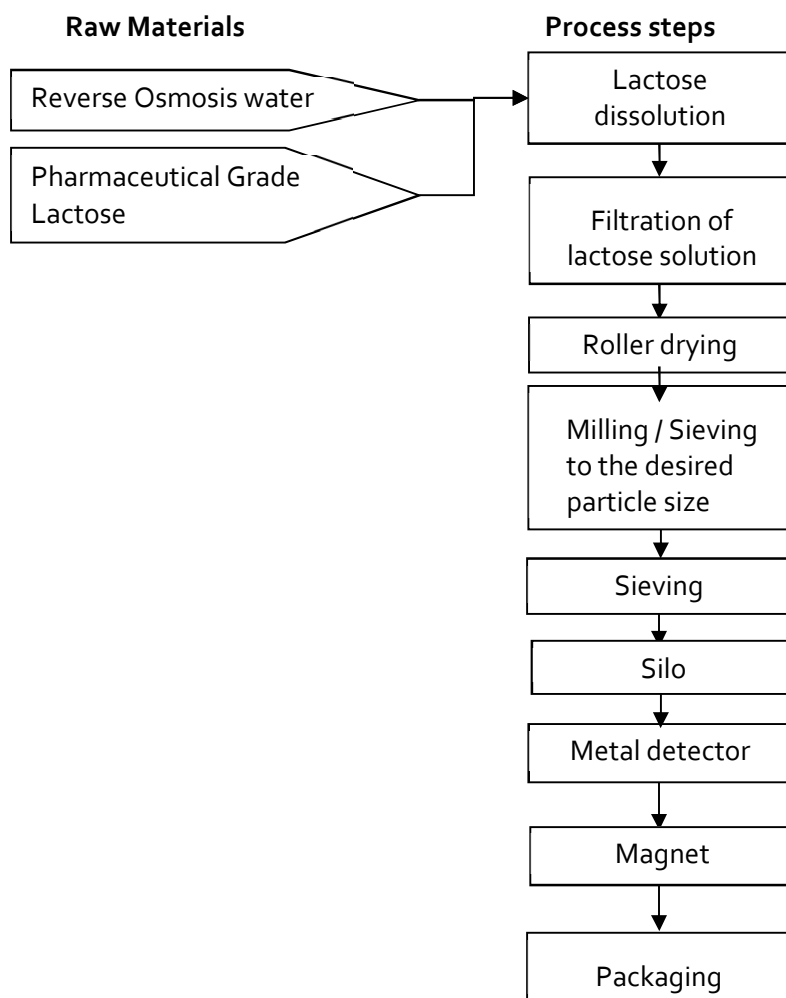 Raw Materials
Process steps
Reverse Osmosis water
Pharmaceutical Grade
Lactose
Lactose
dissolution
Filtration of
lactose solution
Roller drying
Milling / Sieving
to the desired
particle size
Sieving
Silo
Metal detector
Magnet
Packaging